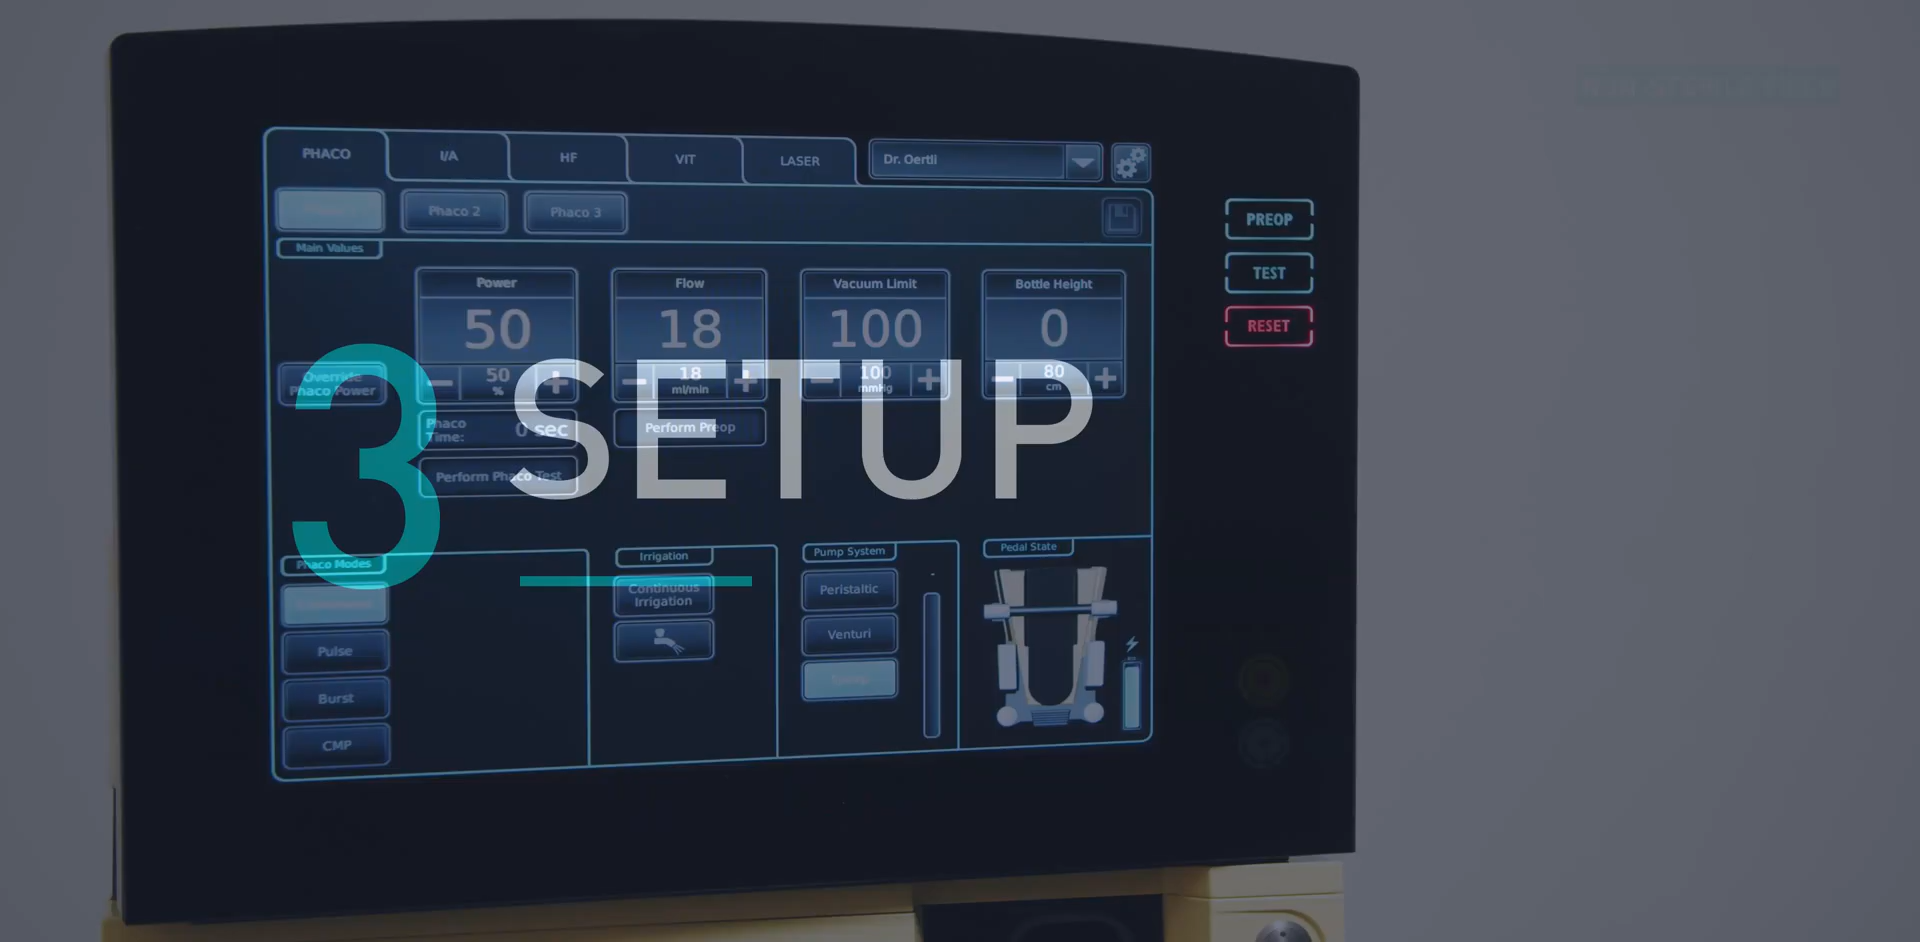 PHACO I/A HF VIT LASER Dr. Oertli
Phaco 2 Phaco 3
Main Values
Power Flow Vacuum Limit Bottle Height
50 18 100 0
50 % 18 ml/min 100 mmHg 80 cm
Override
Phaco Power
Phaco
Time: 0 sec
Perform Preop
Perform Phaco Test
PREOP
TEST
RESET
3 SETUP
Phaco Modes
Pulse
Burst
CMP
Irrigation
Continuous
Irrigation
Pump System
Peristaltic
Venturi
Pedal State